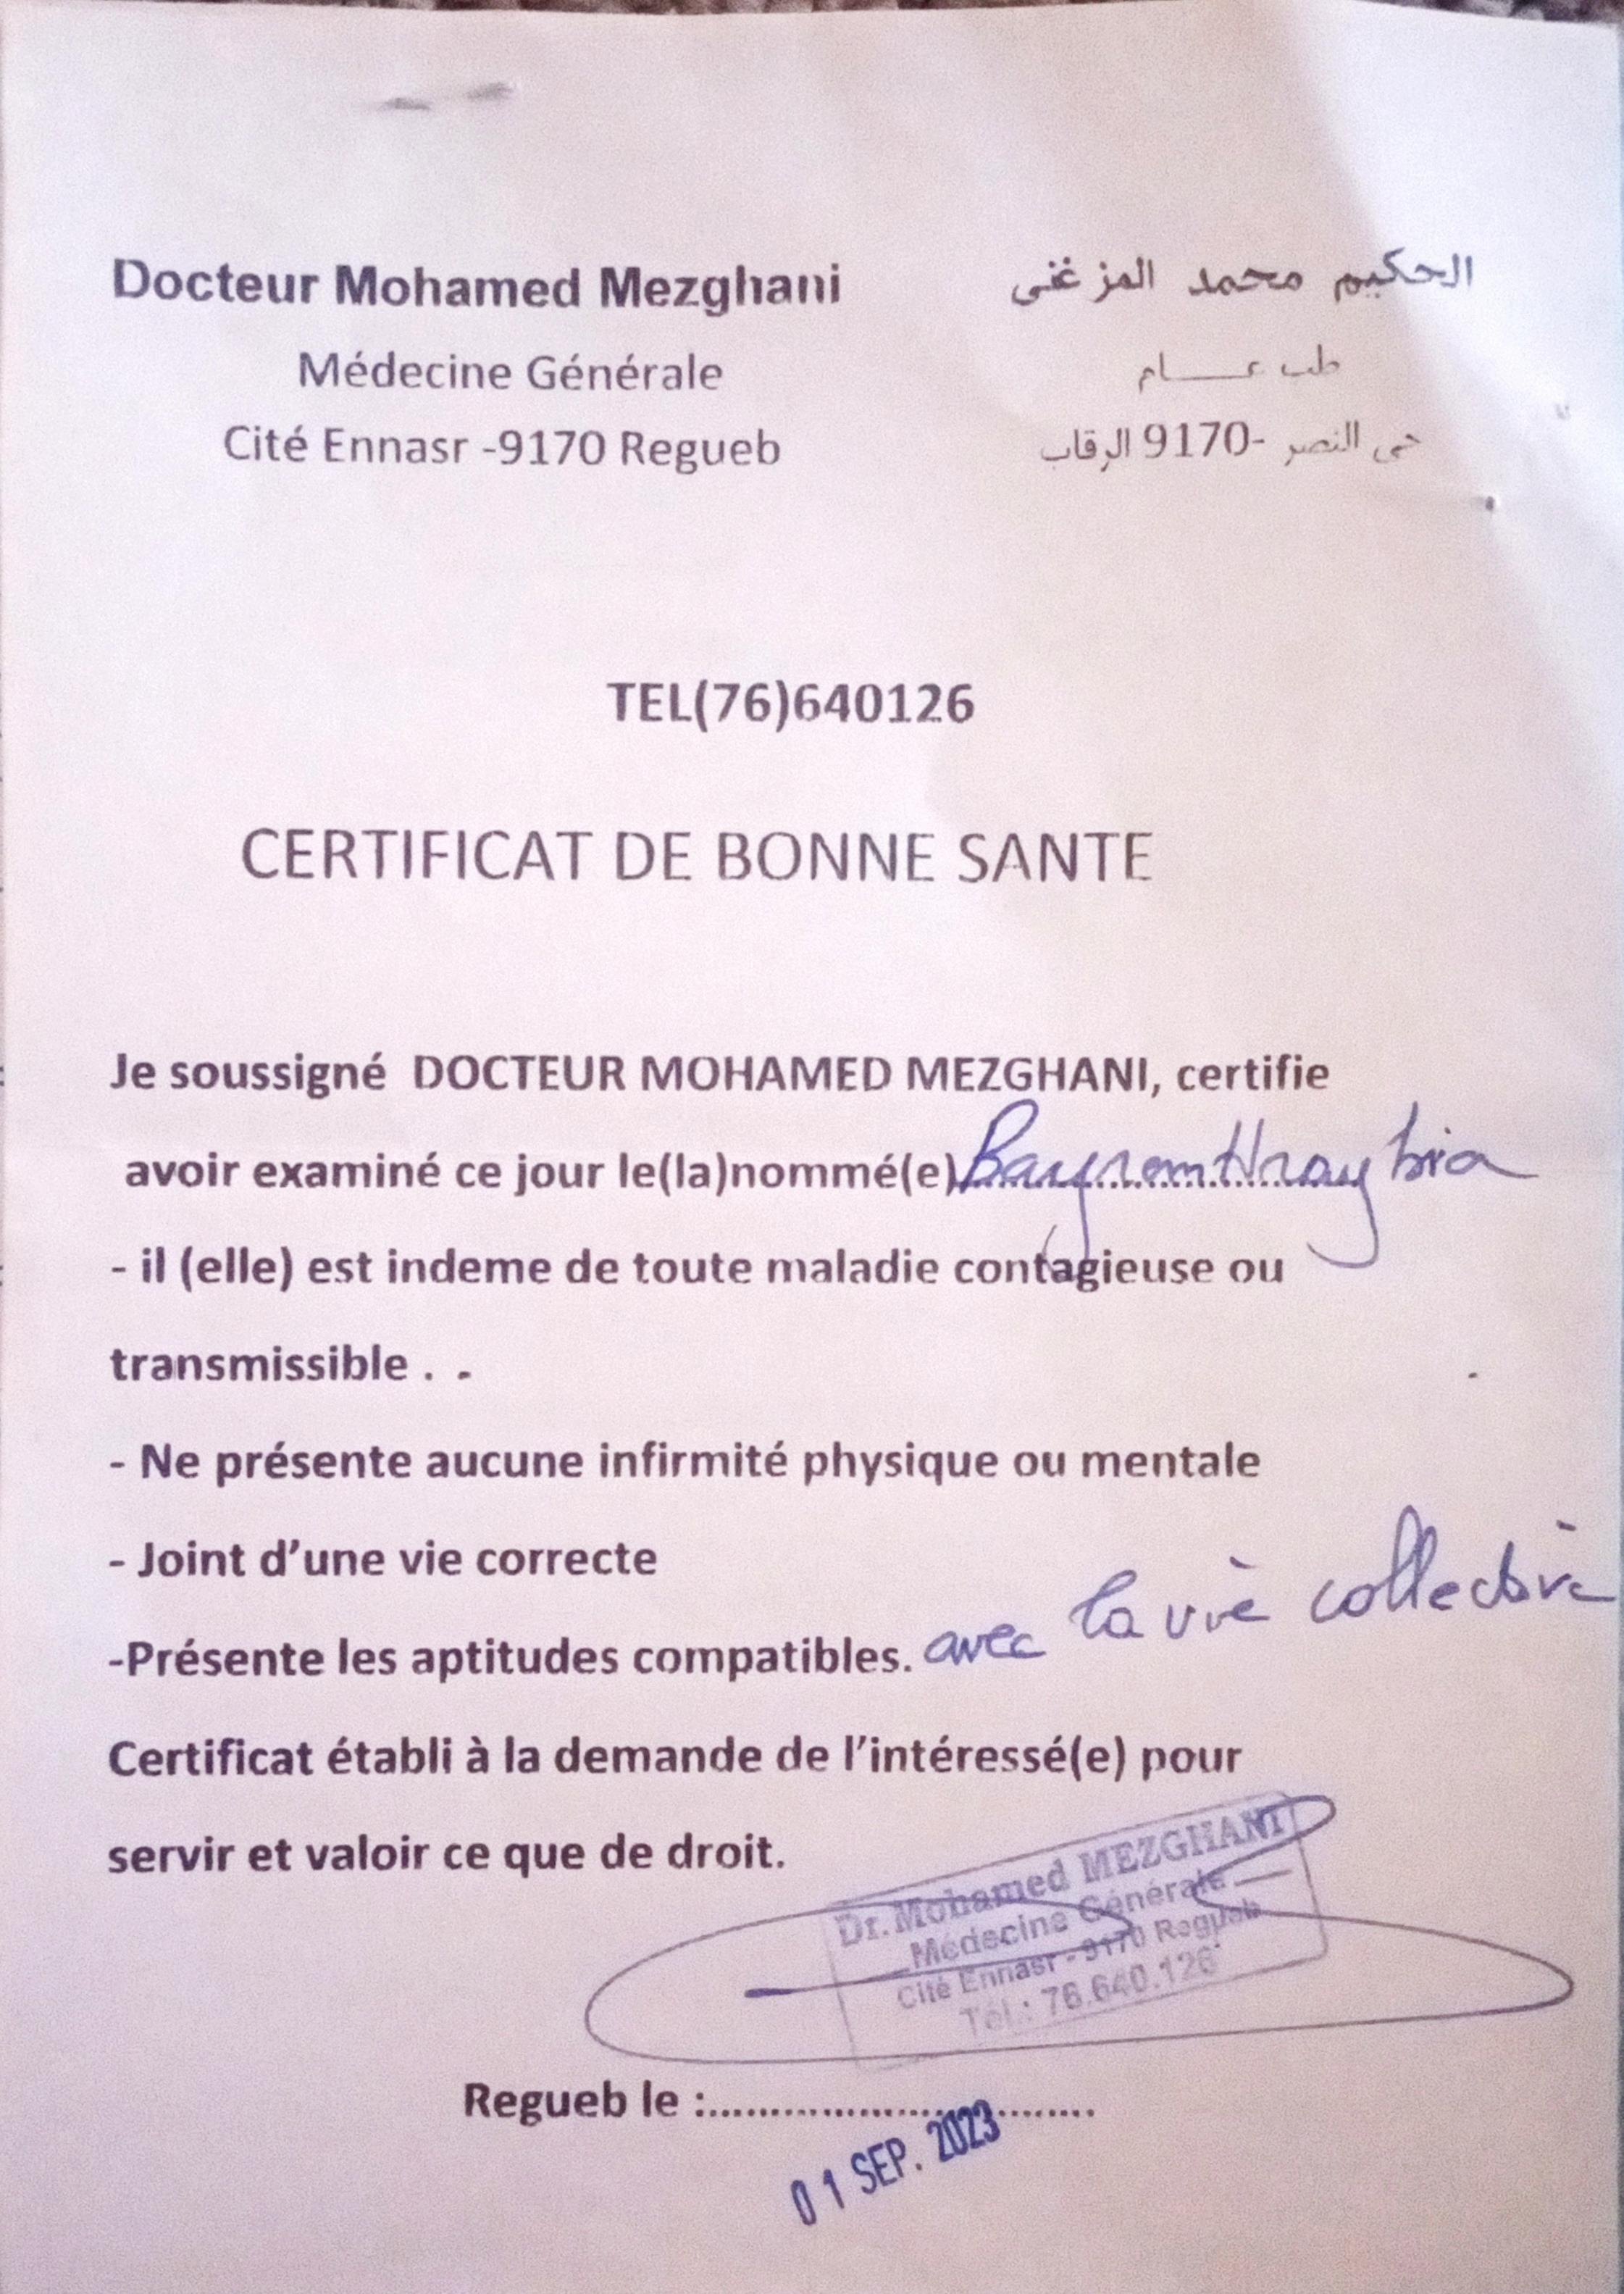 Docteur Mohamed Mezghani
Médecine Générale
Cité Ennasr -9170 Regueb
الحكيم محمد المزغني
طب عـــام
حي النصر -9170 الرقاب
TEL(76)640126
CERTIFICAT DE BONNE SANTE
Je soussigné DOCTEUR MOHAMED MEZGHANI, certifie
avoir examiné ce jour le(la)nommé(e) Bayrem Hraybia
- il (elle) est indeme de toute maladie contagieuse ou
transmissible . .
- Ne présente aucune infirmité physique ou mentale
- Joint d’une vie correcte
-Présente les aptitudes compatibles. avec la vie collective
Certificat établi à la demande de l’intéressé(e) pour
servir et valoir ce que de droit.
Dr. Mohamed MEZGHANI
Médecine Générale
Cité Ennasr - 9170 Regueb
Tél.: 76.640.126
Regueb le :..................................
01 SEP. 2023